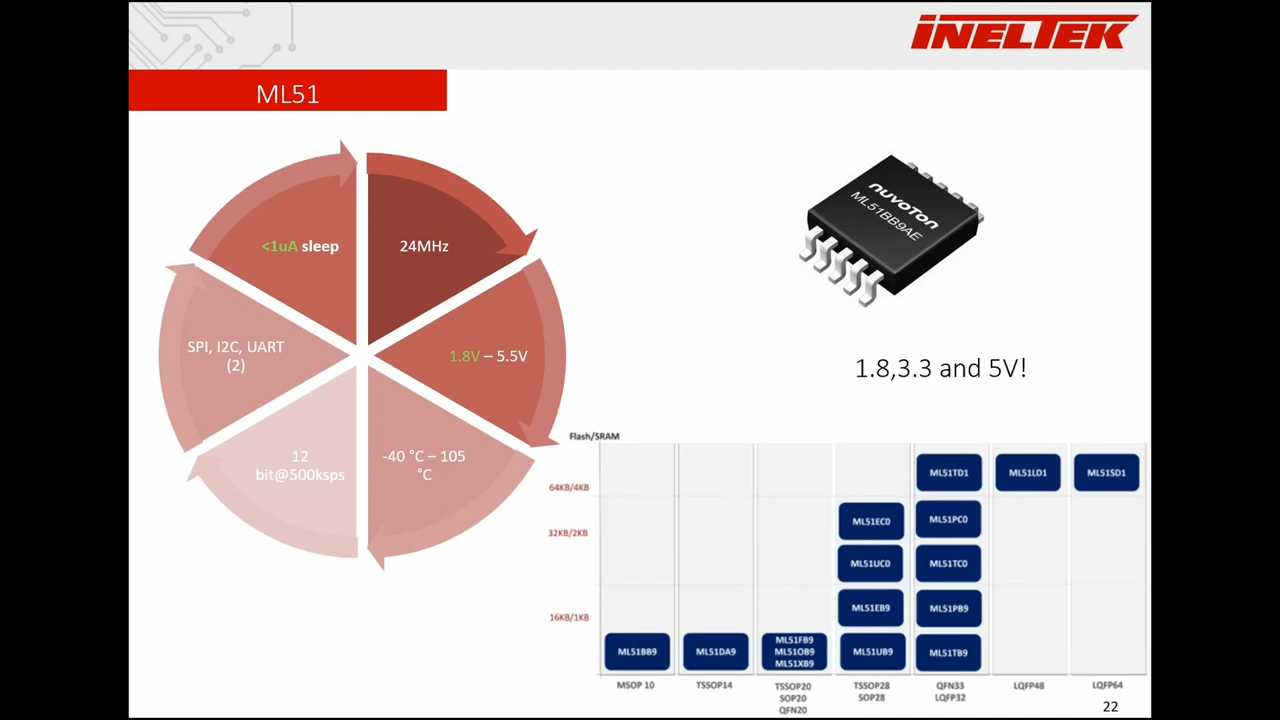 INELTEK
ML51
<1uA sleep
24MHz
SPI, I2C, UART
(2)
1.8V – 5.5V
12
bit@500ksps
-40 °C – 105
°C
nuvoTon
ML51BB9AE
1.8,3.3 and 5V!
Flash/SRAM
64KB/4KB
ML51TD1
ML51LD1
ML51SD1
32KB/2KB
ML51EC0
ML51PC0
ML51UC0
ML51TC0
16KB/1KB
ML51EB9
ML51PB9
ML51BB9
ML51DA9
ML51FB9
ML51OB9
ML51XB9
ML51UB9
ML51TB9
MSOP 10
TSSOP14
TSSOP20
SOP20
QFN20
TSSOP28
SOP28
QFN33
LQFP32
LQFP48
LQFP64
22